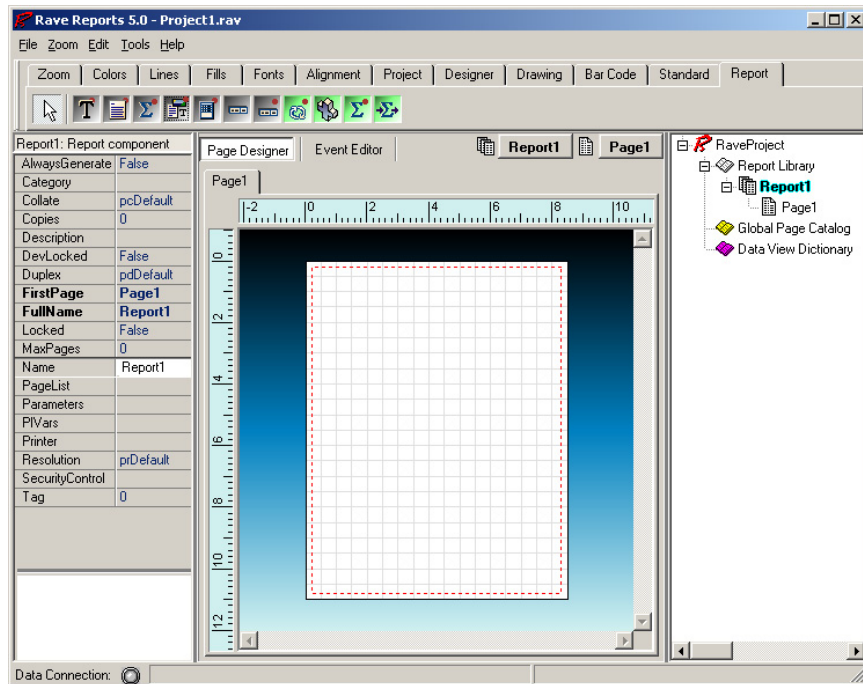 Rave Reports 5.0 - Project1.rav
File Zoom Edit Tools Help
Zoom Colors Lines Fills Fonts Alignment Project Designer Drawing Bar Code Standard Report
Report1: Report component
AlwaysGenerate False
Category
Collate pcDefault
Copies 0
Description
DevLocked False
Duplex pdDefault
FirstPage Page1
FullName Report1
Locked False
MaxPages 0
Name Report1
PageList
Parameters
PIVars
Printer
Resolution prDefault
SecurityControl
Tag 0
Page Designer Event Editor Report1 Page1
Page1
-2 0 2 4 6 8 10
0
2
4
6
8
10
12
RaveProject
Report Library
Report1
Page1
Global Page Catalog
Data View Dictionary
Data Connection: